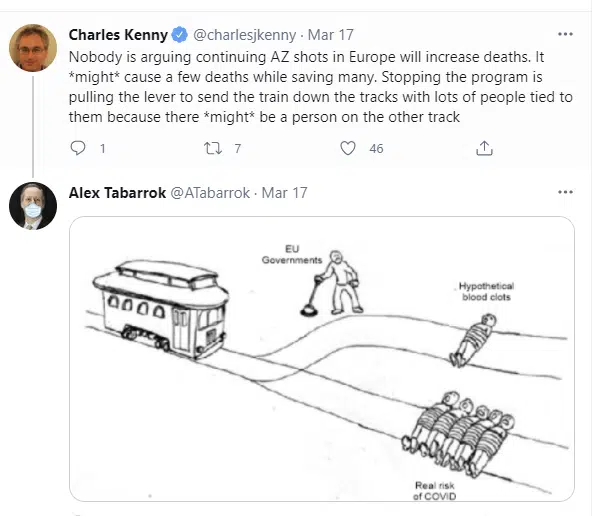 Charles Kenny @charlesjkenny · Mar 17
Nobody is arguing continuing AZ shots in Europe will increase deaths. It
*might* cause a few deaths while saving many. Stopping the program is
pulling the lever to send the train down the tracks with lots of people tied to
them because there *might* be a person on the other track
1 7 46
Alex Tabarrok @ATabarrok · Mar 17
EU
Governments
Hypothetical
blood clots
Real risk
of COVID